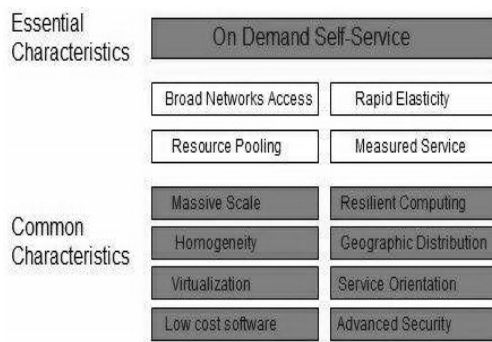 Essential
Characteristics
On Demand Self-Service
Broad Networks Access
Rapid Elasticity
Resource Pooling
Measured Service
Common
Characteristics
Massive Scale
Resilient Computing
Homogeneity
Geographic Distribution
Virtualization
Service Orientation
Low cost software
Advanced Security